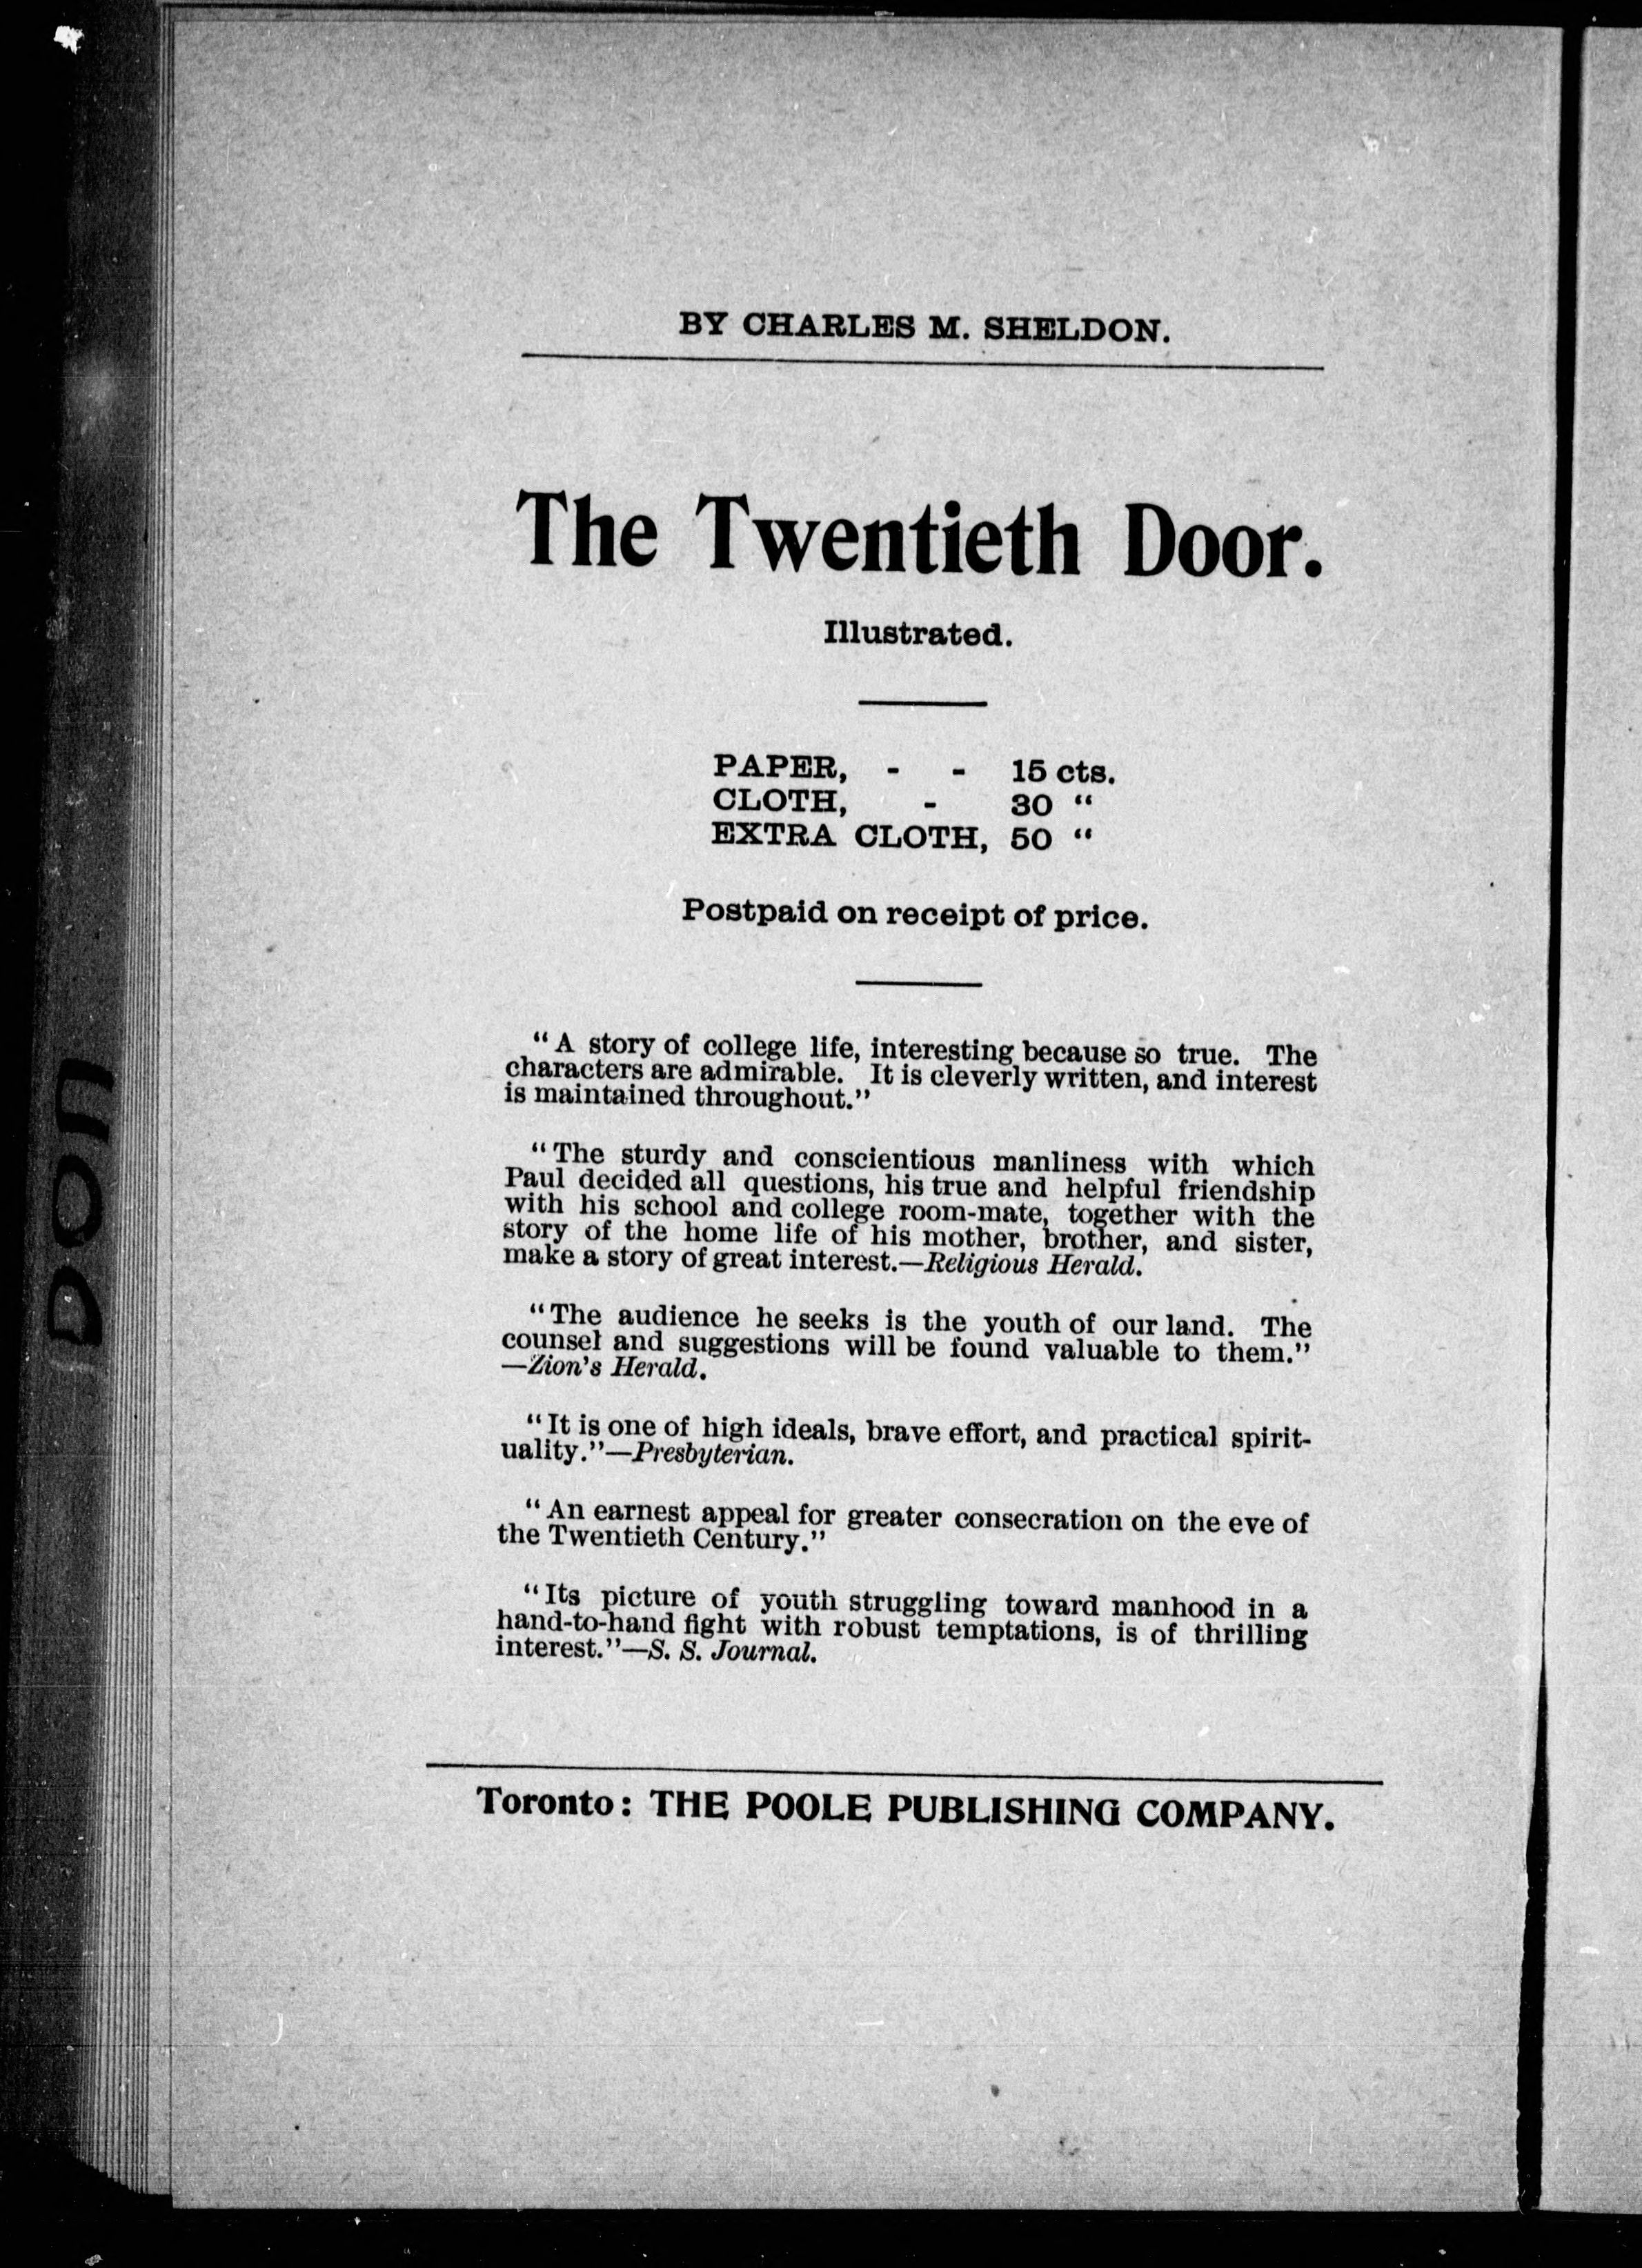 BY CHARLES M. SHELDON.
The Twentieth Door.
Illustrated.
PAPER, - - 15 cts.
CLOTH, - 30 “
EXTRA CLOTH, 50 “
Postpaid on receipt of price.
“A story of college life, interesting because so true. The
characters are admirable. It is cleverly written, and interest
is maintained throughout.”
“The sturdy and conscientious manliness with which
Paul decided all questions, his true and helpful friendship
with his school and college room-mate, together with the
story of the home life of his mother, brother, and sister,
make a story of great interest.—Religious Herald.
“The audience he seeks is the youth of our land. The
counsel and suggestions will be found valuable to them.”
—Zion's Herald.
“It is one of high ideals, brave effort, and practical spirit-
uality.”—Presbyterian.
“An earnest appeal for greater consecration on the eve of
the Twentieth Century.”
“Its picture of youth struggling toward manhood in a
hand-to-hand fight with robust temptations, is of thrilling
interest.”—S. S. Journal.
Toronto: THE POOLE PUBLISHING COMPANY.